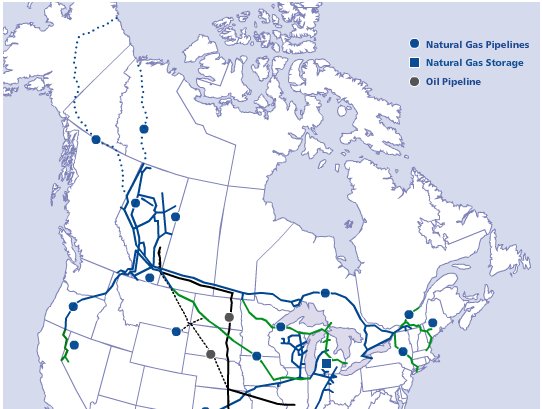 Natural Gas Pipelines
Natural Gas Storage
Oil Pipeline